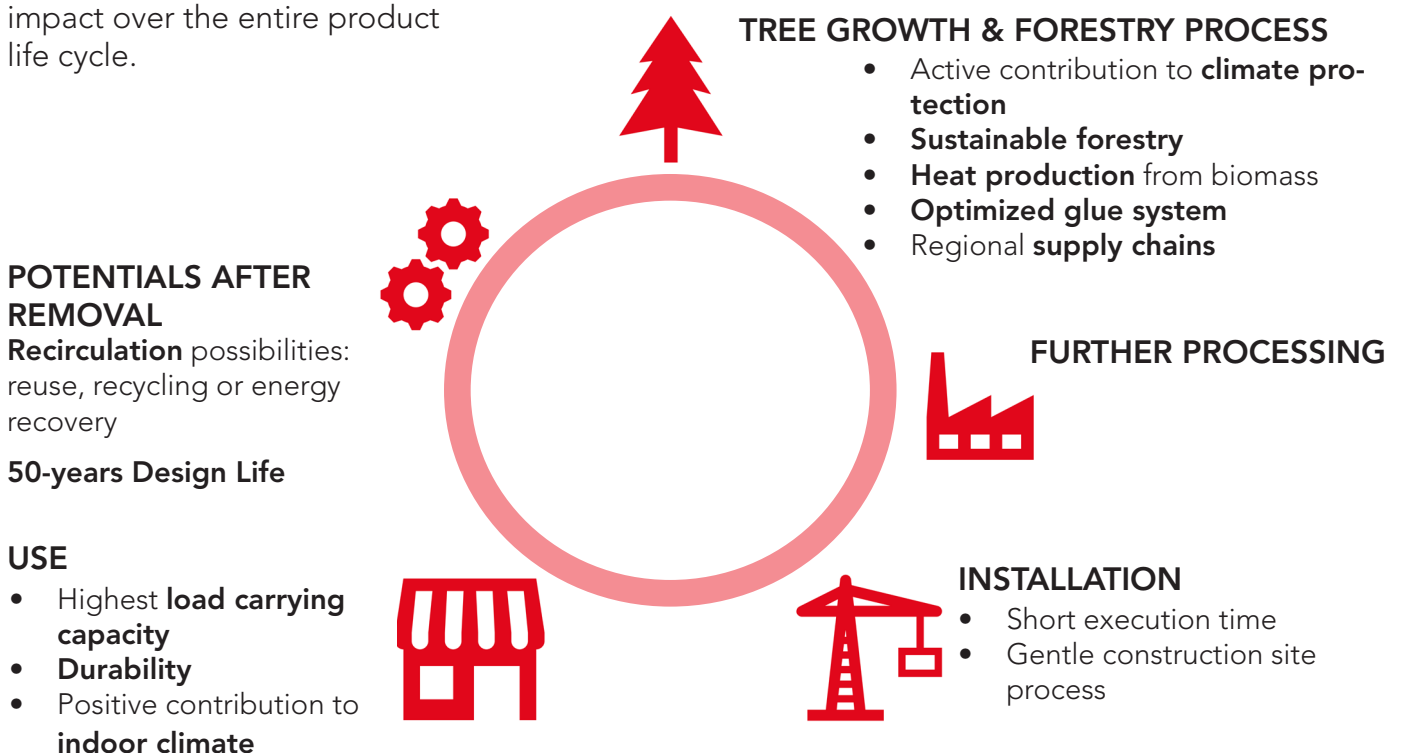 impact over the entire product
life cycle.
TREE GROWTH & FORESTRY PROCESS
• Active contribution to climate pro-
tection
• Sustainable forestry
• Heat production from biomass
• Optimized glue system
• Regional supply chains
POTENTIALS AFTER
REMOVAL
Recirculation possibilities:
reuse, recycling or energy
recovery
50-years Design Life
FURTHER PROCESSING
USE
• Highest load carrying
capacity
• Durability
• Positive contribution to
indoor climate
INSTALLATION
• Short execution time
• Gentle construction site
process